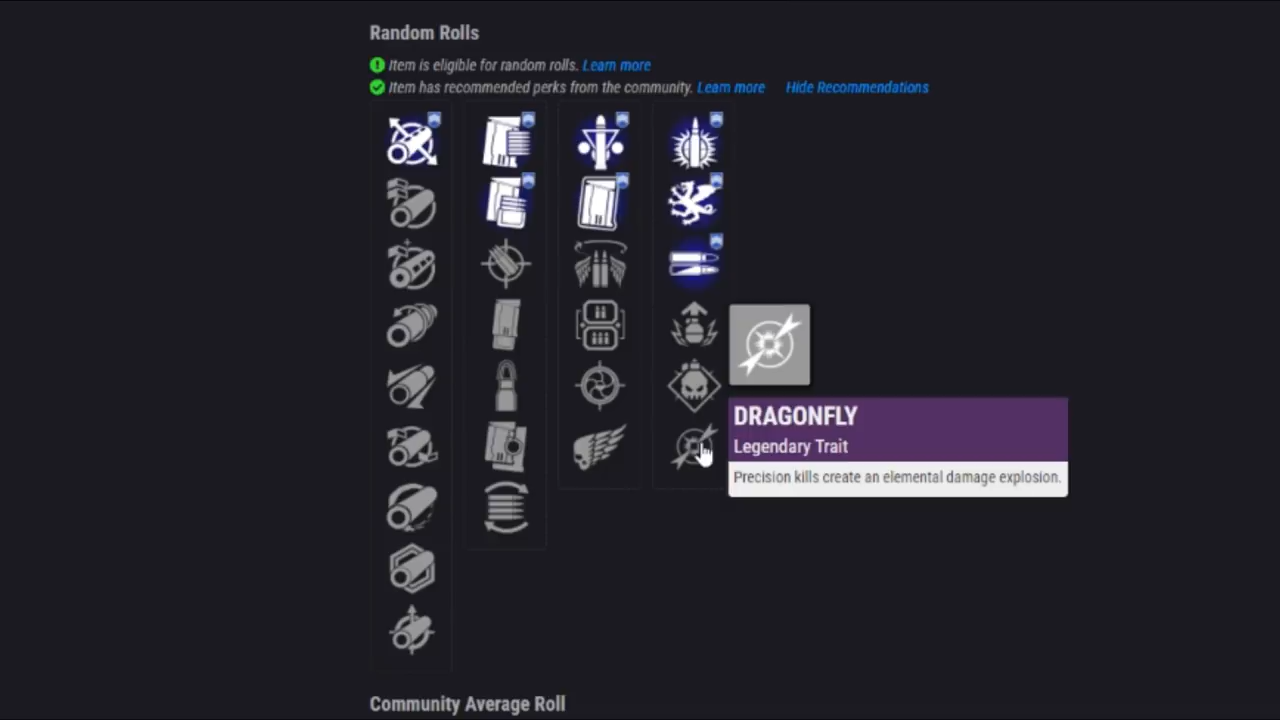 Random Rolls
Item is eligible for random rolls. Learn more
Item has recommended perks from the community. Learn more Hide Recommendations
DRAGONFLY
Legendary Trait
Precision kills create an elemental damage explosion.
Community Average Roll